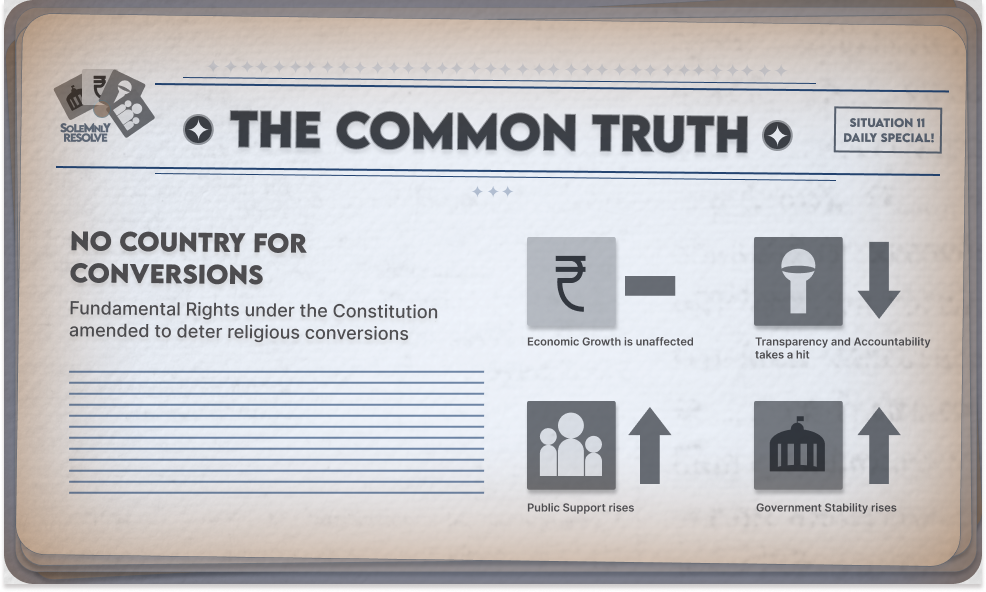 SOLEMNLY
RESOLVE
THE COMMON TRUTH
SITUATION 11
DAILY SPECIAL!
NO COUNTRY FOR
CONVERSIONS
Fundamental Rights under the Constitution
amended to deter religious conversions
₹
Economic Growth is unaffected
Transparency and Accountability
takes a hit
Public Support rises
Government Stability rises